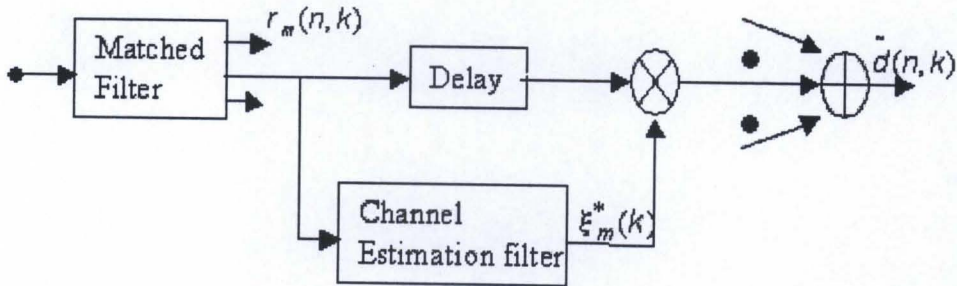 r_m(n,k)
Matched
Filter
Delay
d̃(n,k)
Channel
Estimation filter
ξ*_m(k)